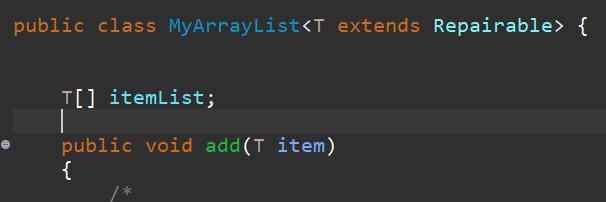 public class MyArrayList<T extends Repairable> {
T[] itemList;
public void add(T item)
{
/*